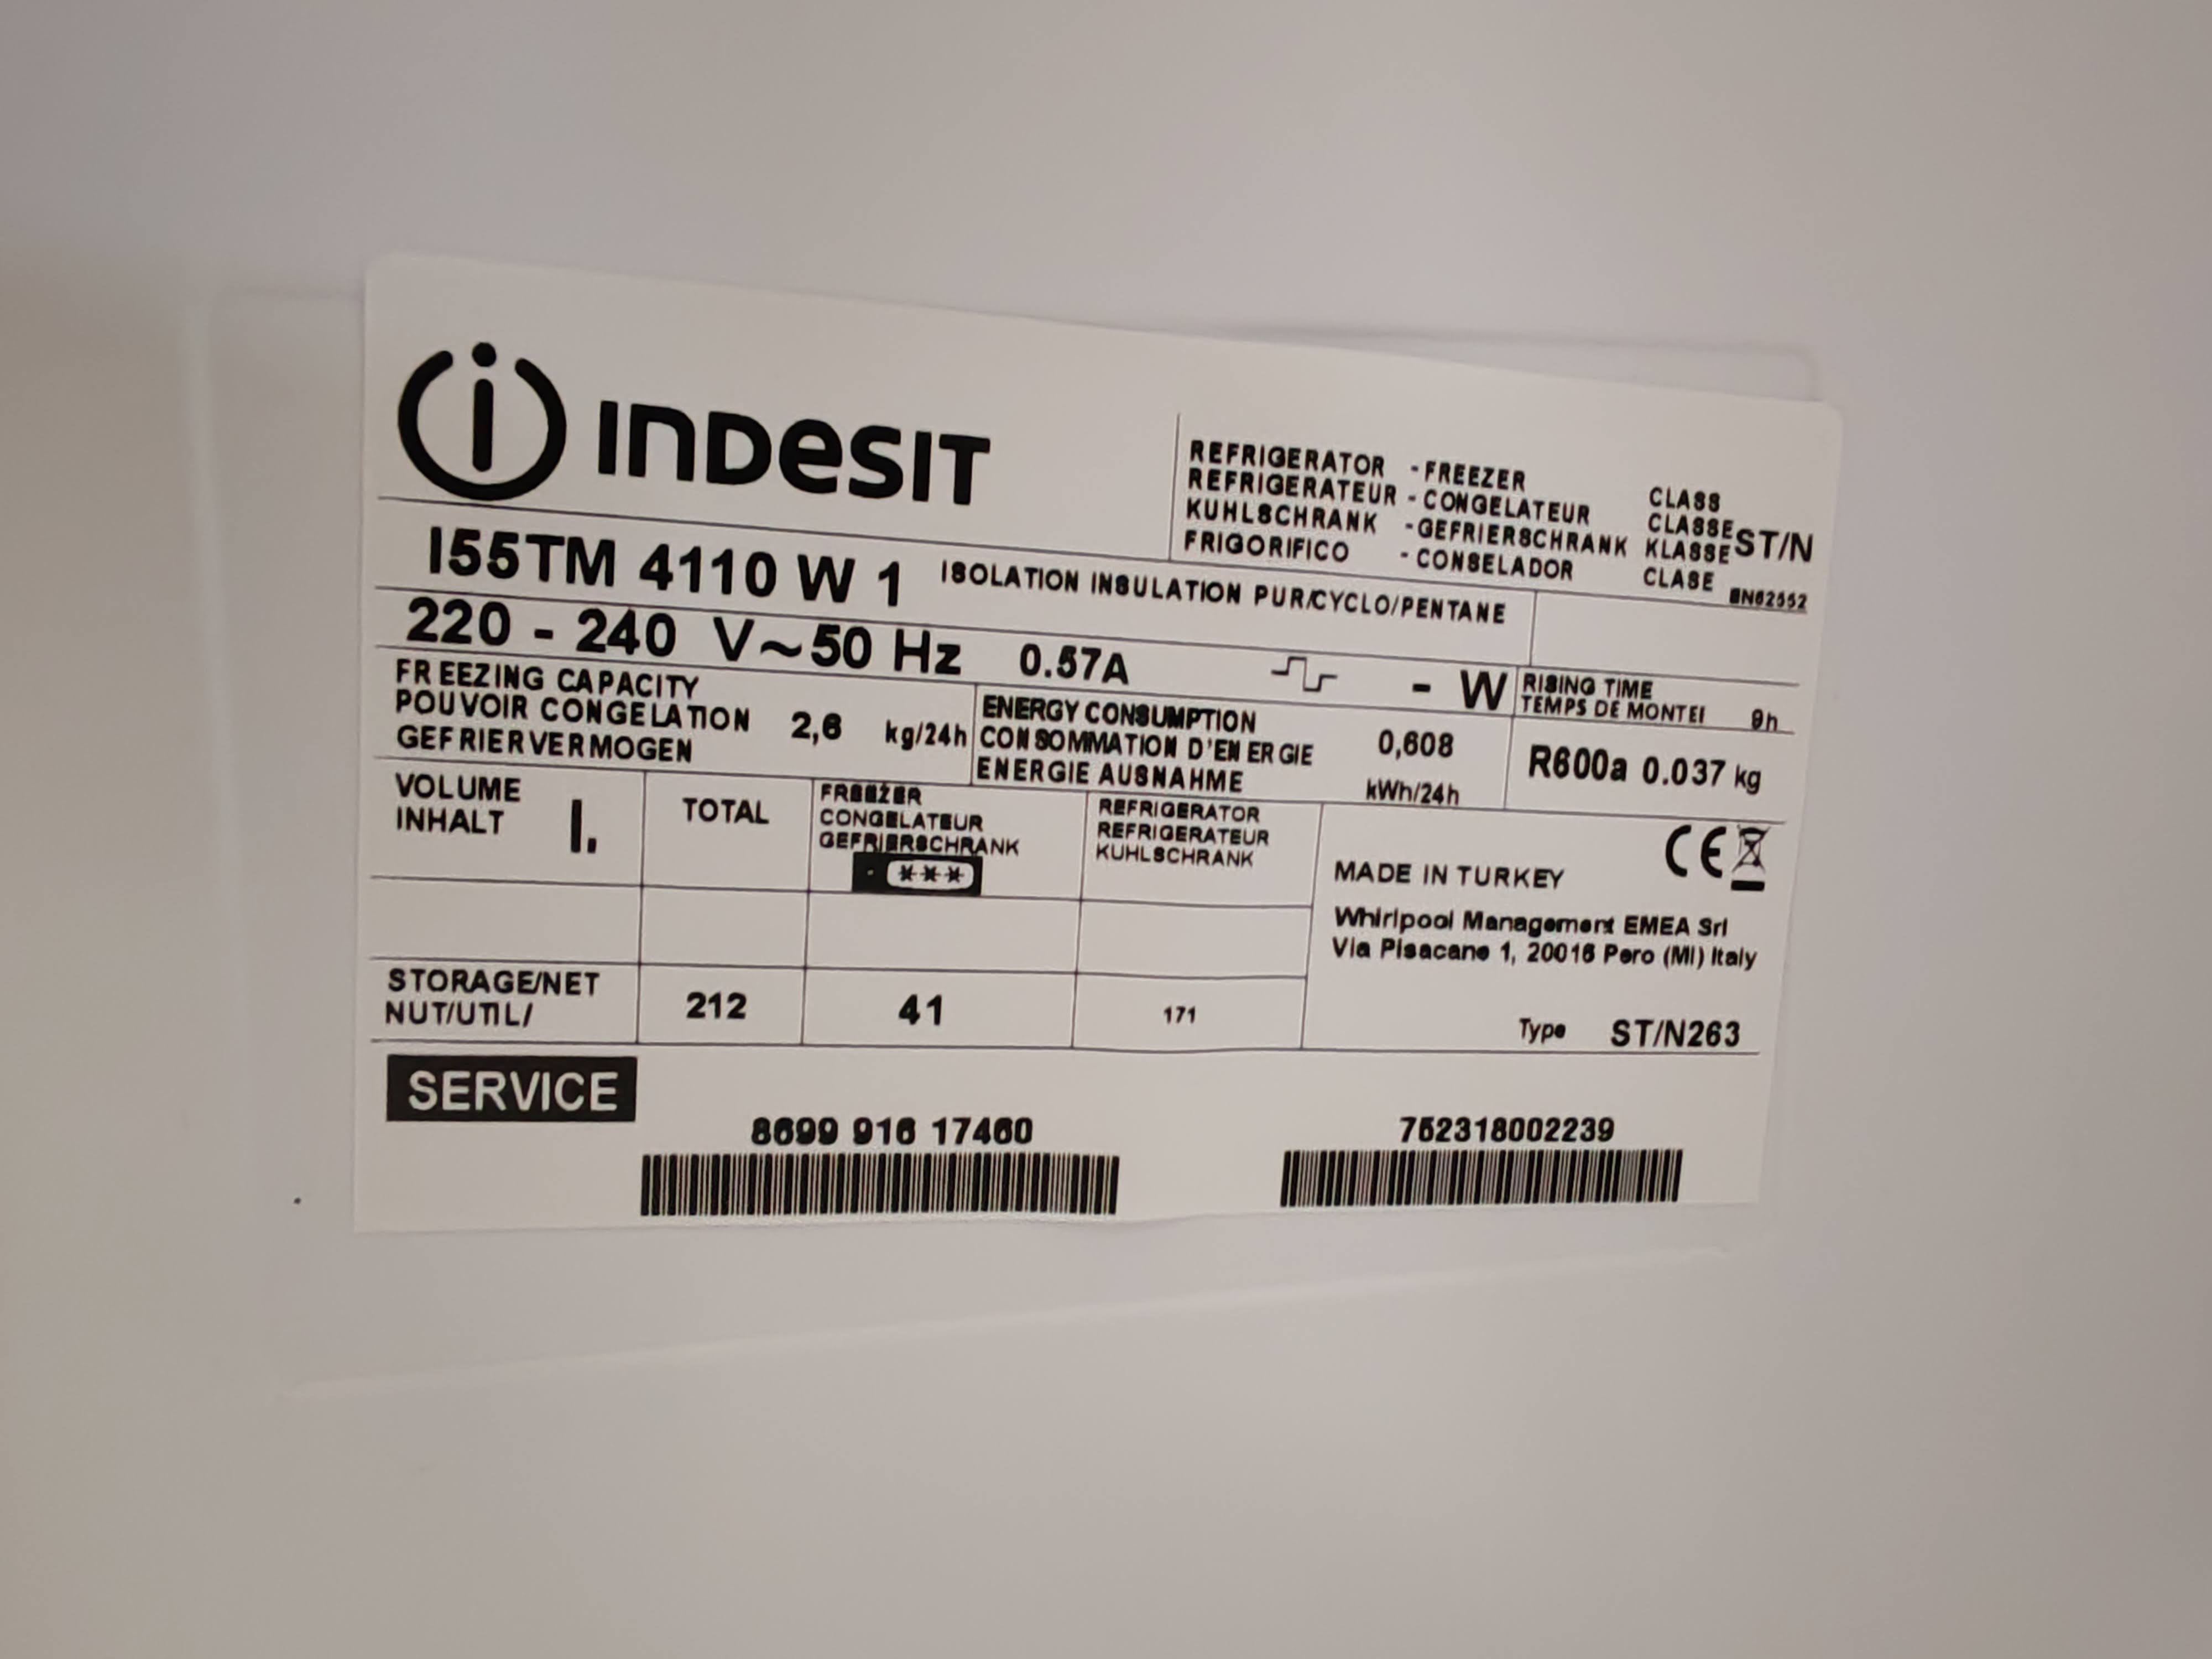 INDESIT
REFRIGERATOR - FREEZER CLASS
REFRIGERATEUR - CONGELATEUR CLASSE
KUHLSCHRANK - GEFRIERSCHRANK KLASSE ST/N
FRIGORIFICO - CONSELADOR CLASE EN62552
I55TM 4110 W 1 ISOLATION INSULATION PUR/CYCLO/PENTANE
220 - 240 V~50 Hz 0.57A - W
RISING TIME
TEMPS DE MONTEI 9h
FREEZING CAPACITY
POUVOIR CONGELATION 2,6 kg/24h
GEFRIERVERMOGEN
ENERGY CONSUMPTION
CONSOMMATION D'ENERGIE 0,608
ENERGIE AUSNAHME kWh/24h
R600a 0.037 kg
VOLUME
INHALT l.
TOTAL
FREEZER
CONGELATEUR
GEFRIERSCHRANK
***
REFRIGERATOR
REFRIGERATEUR
KUHLSCHRANK
CE
MADE IN TURKEY
Whirlpool Management EMEA Srl
Via Pisacane 1, 20016 Pero (MI) Italy
STORAGE/NET
NUT/UTIL/
212 41 171
Type ST/N263
SERVICE
8699 916 17460
752318002239